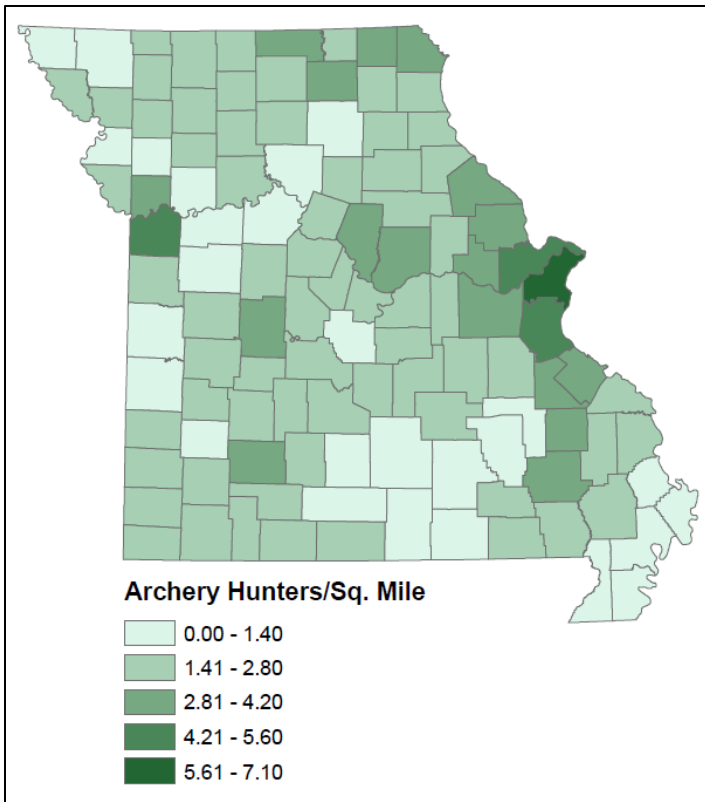 Archery Hunters/Sq. Mile
0.00 - 1.40
1.41 - 2.80
2.81 - 4.20
4.21 - 5.60
5.61 - 7.10